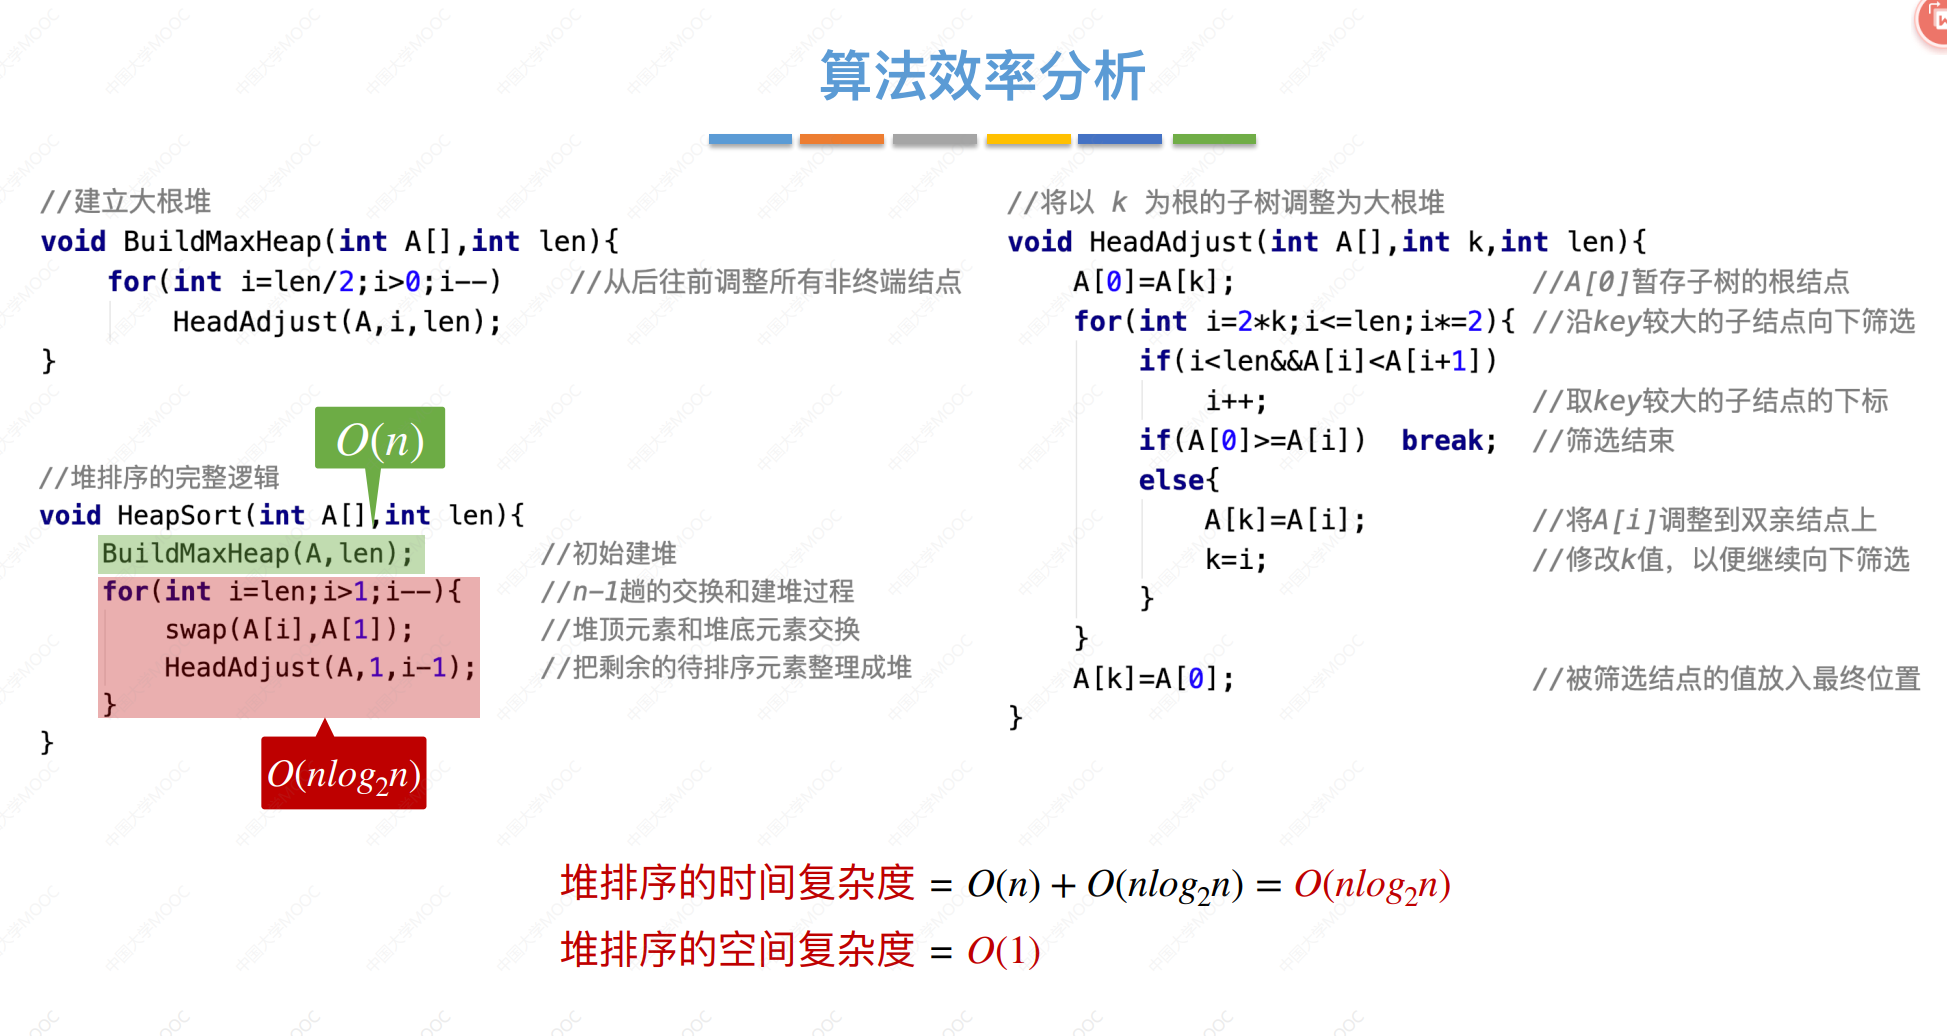 算法效率分析
//建立大根堆
void BuildMaxHeap(int A[],int len){
for(int i=len/2;i>0;i--) //从后往前调整所有非终端结点
HeadAdjust(A,i,len);
}
O(n)
//堆排序的完整逻辑
void HeapSort(int A[],int len){
BuildMaxHeap(A,len); //初始建堆
for(int i=len;i>1;i--){ //n-1趟的交换和建堆过程
swap(A[i],A[1]); //堆顶元素和堆底元素交换
HeadAdjust(A,1,i-1); //把剩余的待排序元素整理成堆
}
}
O(nlog₂n)
//将以 k 为根的子树调整为大根堆
void HeadAdjust(int A[],int k,int len){
A[0]=A[k]; //A[0]暂存子树的根结点
for(int i=2*k;i<=len;i*=2){ //沿key较大的子结点向下筛选
if(i<len&&A[i]<A[i+1])
i++; //取key较大的子结点的下标
if(A[0]>=A[i]) break; //筛选结束
else{
A[k]=A[i]; //将A[i]调整到双亲结点上
k=i; //修改k值，以便继续向下筛选
}
}
A[k]=A[0]; //被筛选结点的值放入最终位置
}
堆排序的时间复杂度 = O(n) + O(nlog₂n) = O(nlog₂n)
堆排序的空间复杂度 = O(1)
中国大学MOOC